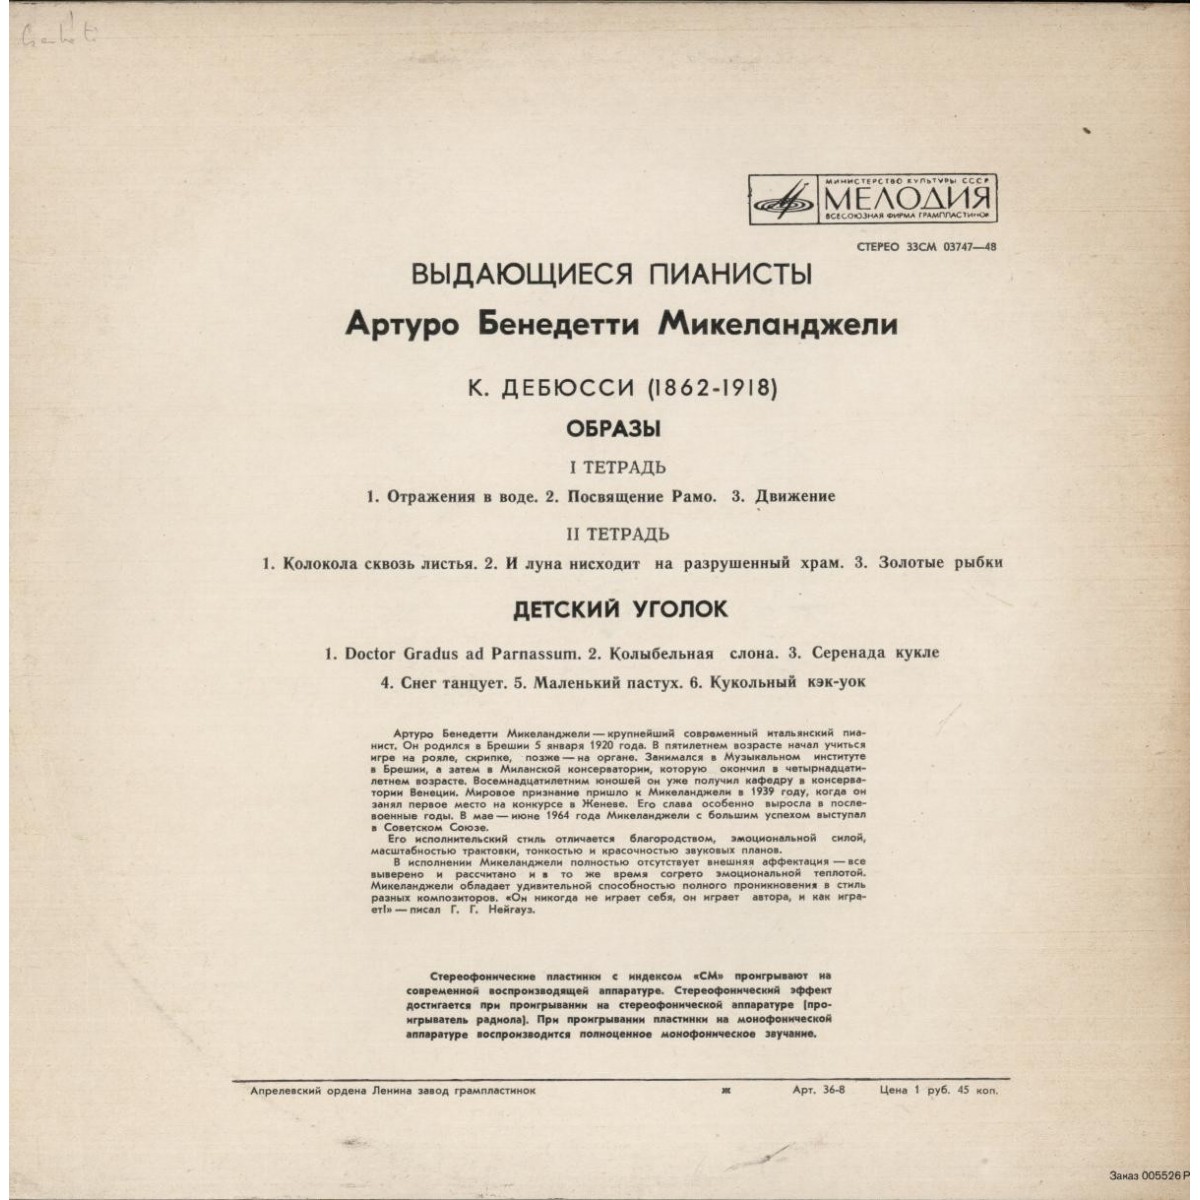 МИНИСТЕРСТВО КУЛЬТУРЫ СССР
МЕЛОДИЯ
ВСЕСОЮЗНАЯ ФИРМА ГРАМПЛАСТИНОК
СТЕРЕО 33СМ 03747—48
ВЫДАЮЩИЕСЯ ПИАНИСТЫ
Артуро Бенедетти Микеланджели
К. ДЕБЮССИ (1862-1918)
ОБРАЗЫ
I ТЕТРАДЬ
1. Отражения в воде. 2. Посвящение Рамо. 3. Движение
II ТЕТРАДЬ
1. Колокола сквозь листья. 2. И луна нисходит на разрушенный храм. 3. Золотые рыбки
ДЕТСКИЙ УГОЛОК
1. Doctor Gradus ad Parnassum. 2. Колыбельная слона. 3. Серенада кукле
4. Снег танцует. 5. Маленький пастух. 6. Кукольный кэк-уок
Артуро Бенедетти Микеланджели — крупнейший современный итальянский пиа-
нист. Он родился в Брешии 5 января 1920 года. В пятилетнем возрасте начал учиться
игре на рояле, скрипке, позже — на органе. Занимался в Музыкальном институте
в Брешии, а затем в Миланской консерватории, которую окончил в четырнадцати-
летнем возрасте. Восемнадцатилетним юношей он уже получил кафедру в консерва-
тории Венеции. Мировое признание пришло к Микеланджели в 1939 году, когда он
занял первое место на конкурсе в Женеве. Его слава особенно выросла в после-
военные годы. В мае — июне 1964 года Микеланджели с большим успехом выступал
в Советском Союзе.
Его исполнительский стиль отличается благородством, эмоциональной силой,
масштабностью трактовки, тонкостью и красочностью звуковых планов.
В исполнении Микеланджели полностью отсутствует внешняя аффектация — все
выверено и рассчитано и в то же время согрето эмоциональной теплотой.
Микеланджели обладает удивительной способностью полного проникновения в стиль
разных композиторов. «Он никогда не играет себя, он играет автора, и как игра-
ет!» — писал Г. Г. Нейгауз.
Стереофонические пластинки с индексом «СМ» проигрывают на
современной воспроизводящей аппаратуре. Стереофонический эффект
достигается при проигрывании на стереофонической аппаратуре (про-
игрыватель радиола). При проигрывании пластинки на монофонической
аппаратуре воспроизводится полноценное монофоническое звучание.
Апрелевский ордена Ленина завод грампластинок ж Арт. 36-8 Цена 1 руб. 45 коп.
Заказ 005526 Р